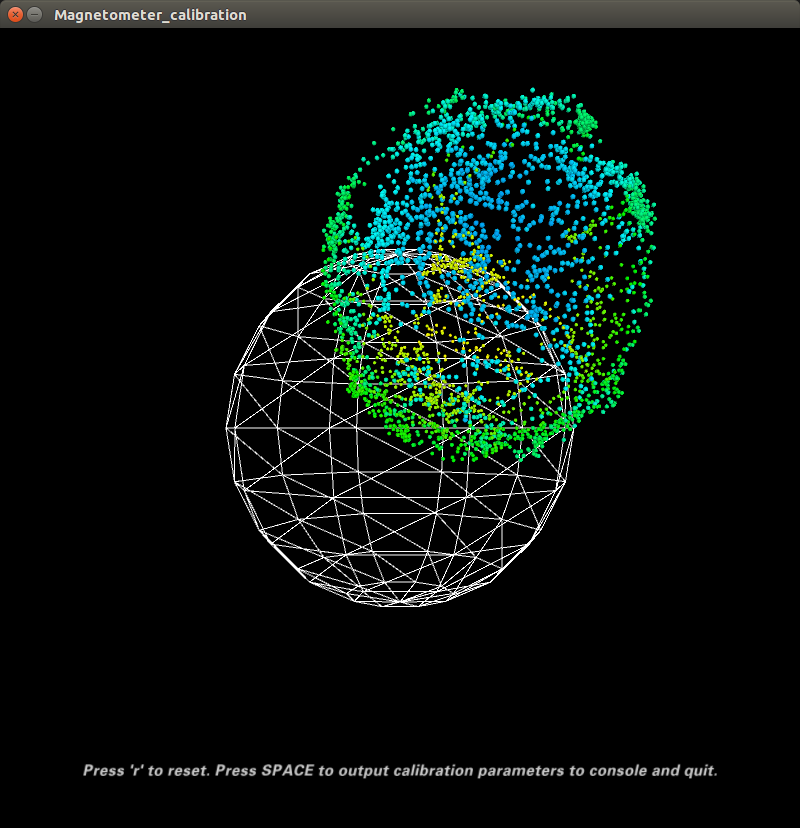 Magnetometer_calibration
Press 'r' to reset. Press SPACE to output calibration parameters to console and quit.